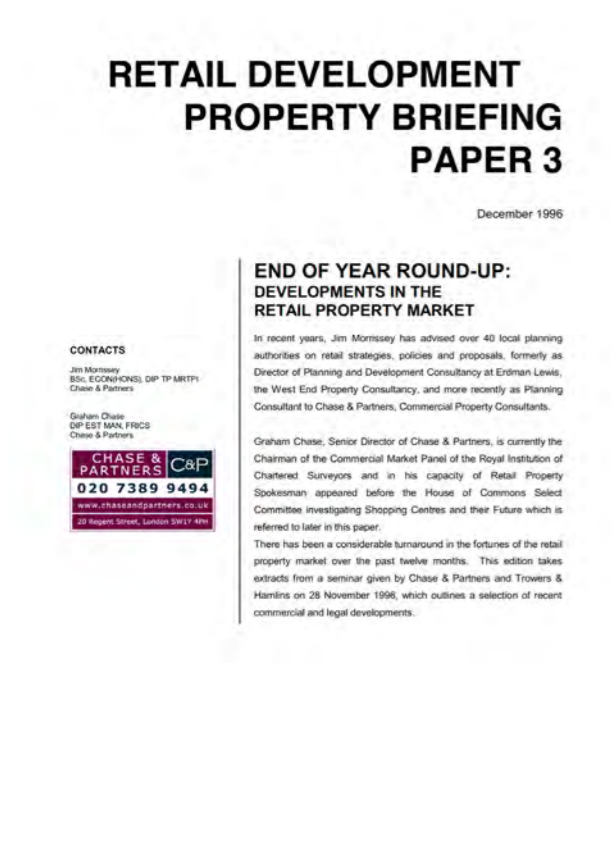 RETAIL DEVELOPMENT
PROPERTY BRIEFING
PAPER 3
December 1996
CONTACTS
Jim Morrissey
BSc, ECON(HONS), DIP TP MRTPI
Chase & Partners
Graham Chase
DIP EST MAN, FRICS
Chase & Partners
CHASE &
PARTNERS
C&P
020 7389 9494
www.chaseandpartners.co.uk
20 Regent Street, London SW1Y 4PH
END OF YEAR ROUND-UP:
DEVELOPMENTS IN THE
RETAIL PROPERTY MARKET
In recent years, Jim Morrissey has advised over 40 local planning
authorities on retail strategies, policies and proposals, formerly as
Director of Planning and Development Consultancy at Erdman Lewis,
the West End Property Consultancy, and more recently as Planning
Consultant to Chase & Partners, Commercial Property Consultants.
Graham Chase, Senior Director of Chase & Partners, is currently the
Chairman of the Commercial Market Panel of the Royal Institution of
Chartered Surveyors and in his capacity of Retail Property
Spokesman appeared before the House of Commons Select
Committee investigating Shopping Centres and their Future which is
referred to later in this paper.
There has been a considerable turnaround in the fortunes of the retail
property market over the past twelve months. This edition takes
extracts from a seminar given by Chase & Partners and Trowers &
Hamlins on 28 November 1996, which outlines a selection of recent
commercial and legal developments.